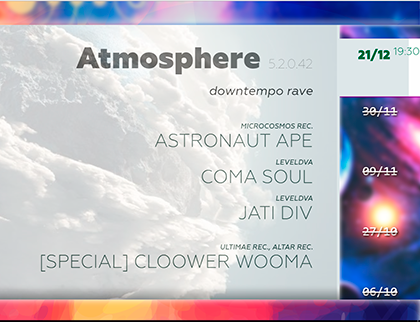 Atmosphere 5.2.0.42
21/12 19:30
downtempo rave
30/11
MICROCOSMOS REC.
ASTRONAUT APE
LEVELDVA
COMA SOUL
09/11
LEVELDVA
JATI DIV
27/10
ULTIMAE REC., ALTAR REC.
[SPECIAL] CLOOWER WOOMA
06/10